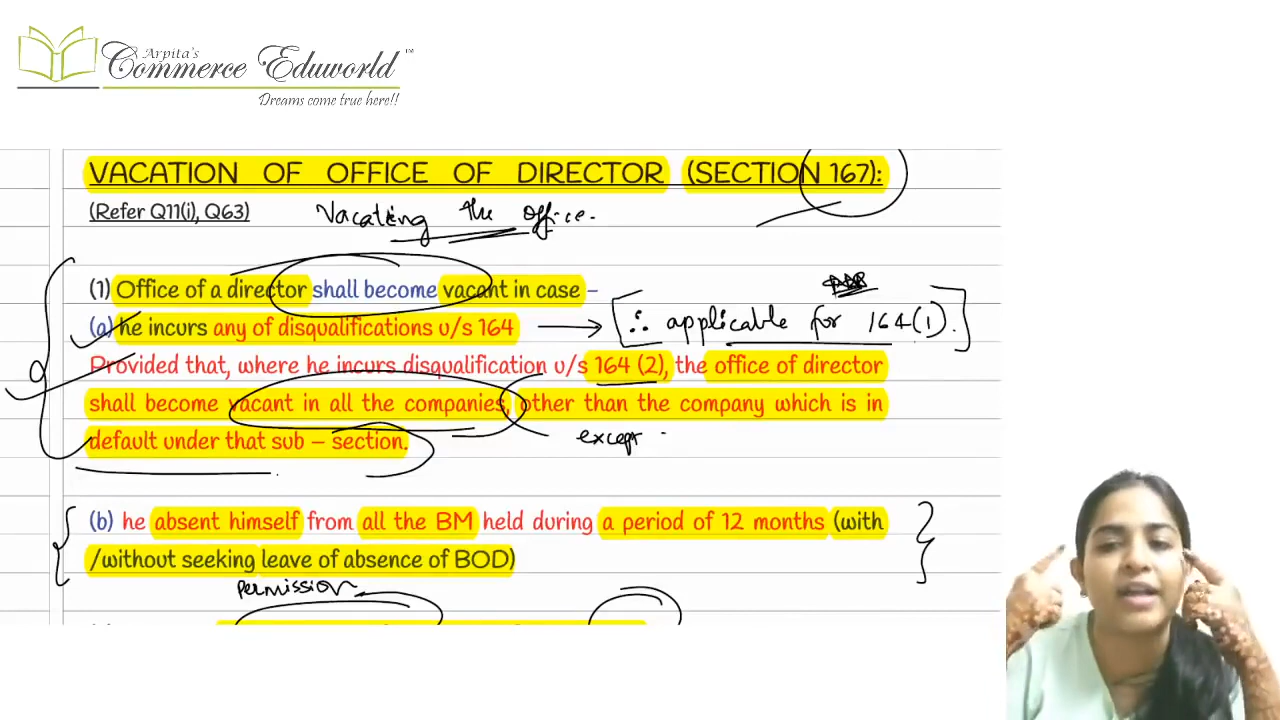 Arpita's
Commerce Eduworld™
Dreams come true here!!
VACATION OF OFFICE OF DIRECTOR (SECTION 167):
(Refer Q11(i), Q63) Vacating the office.
(1) Office of a director shall become vacant in case –
(a) he incurs any of disqualifications u/s 164 → [∴ applicable for 164(1).]
Provided that, where he incurs disqualification u/s 164 (2), the office of director
shall become vacant in all the companies, other than the company which is in
default under that sub – section. except
(b) he absent himself from all the BM held during a period of 12 months (with
/without seeking leave of absence of BOD)
permission